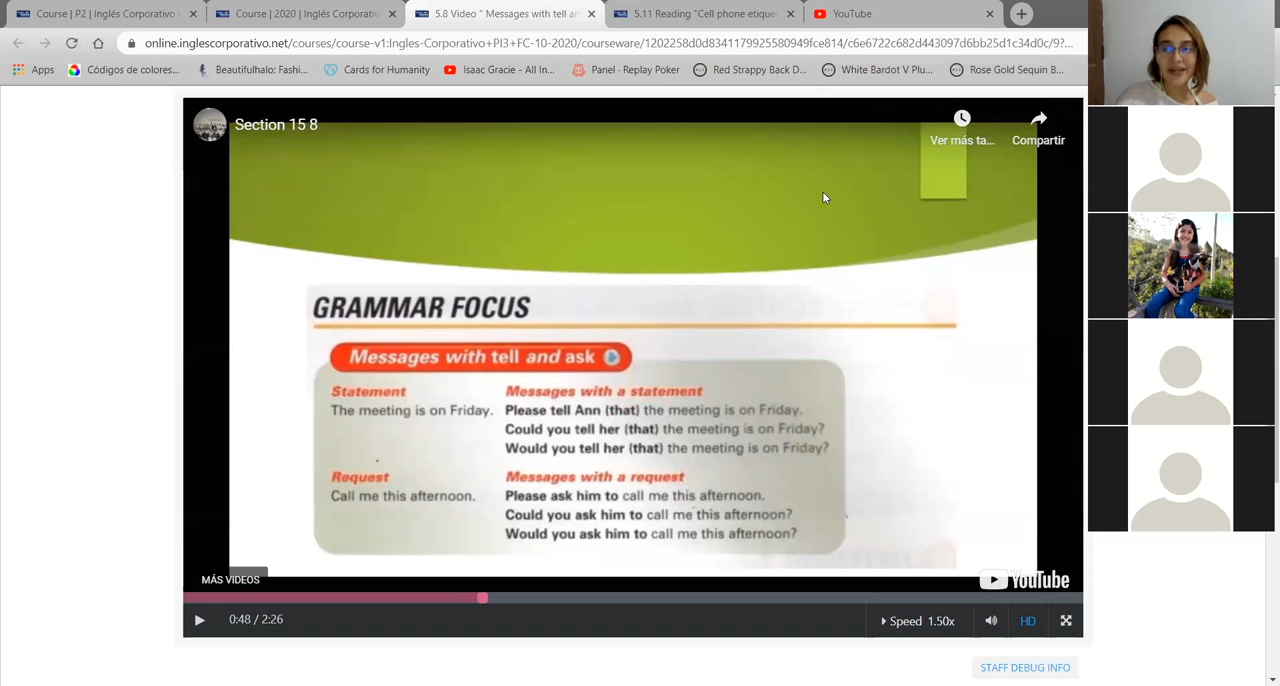 Course | P2 | Inglés Corporativo
Course | 2020 | Inglés Corporativ
5.8 Video " Messages with tell an
5.11 Reading "Cell phone etiquet
YouTube
online.inglescorporativo.net/courses/course-v1:Ingles-Corporativo+PI3+FC-10-2020/courseware/1202258d0d8341179925580949fce814/c6e6722c682d443097d6bb25d1c34d0c/9?...
Apps
Códigos de colores...
Beautifulhalo: Fashi...
Cards for Humanity
Isaac Gracie - All In...
Panel · Replay Poker
Red Strappy Back D...
White Bardot V Plu...
Rose Gold Sequin B...
Section 15 8
Ver más ta...
Compartir
GRAMMAR FOCUS
Messages with tell and ask
Statement
Messages with a statement
The meeting is on Friday.
Please tell Ann (that) the meeting is on Friday.
Could you tell her (that) the meeting is on Friday?
Would you tell her (that) the meeting is on Friday?
Request
Messages with a request
Call me this afternoon.
Please ask him to call me this afternoon.
Could you ask him to call me this afternoon?
Would you ask him to call me this afternoon?
MÁS VIDEOS
YouTube
0:48 / 2:26
Speed 1.50x
HD
STAFF DEBUG INFO